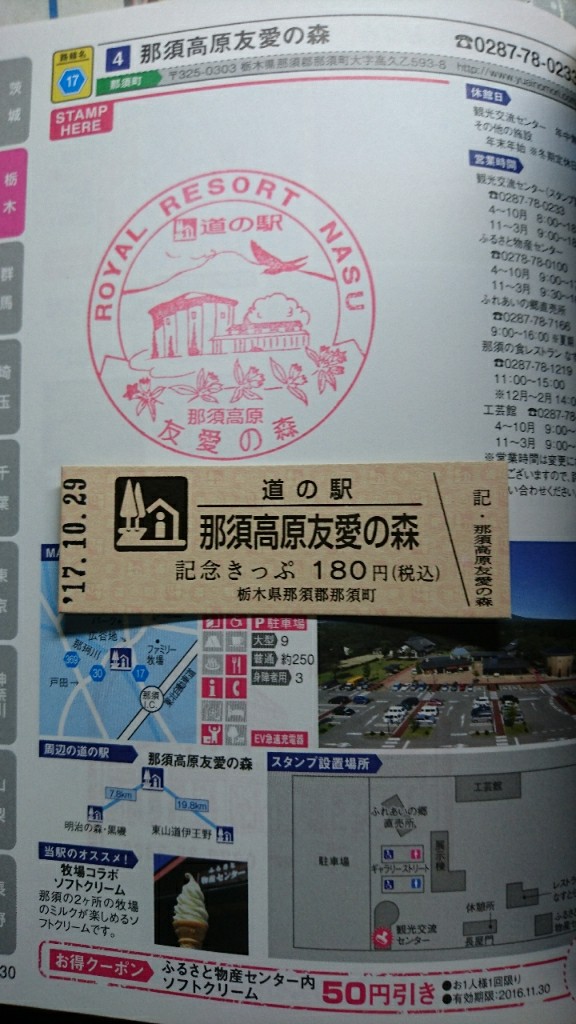 路線名
17
4 那須高原友愛の森
☎0287-78-0233
那須町
〒325-0303 栃木県那須郡那須町大字高久乙593-8
STAMP
HERE
茨城
栃木
群馬
埼玉
千葉
東京
神奈川
山梨
長野
ROYAL RESORT NASU
道の駅
那須高原
友愛の森
休館日
観光交流センター
その他の施設
年末年始
営業時間
☎0287-78-0233
4~10月 8:00~18
11~3月 9:00~
ふるさと物産センター
☎0287-78-0100
4~10月 9:00~
11~3月 9:30~
ふれあいの郷直売所
☎0287-78-7166
9:00~16:00
☎0287-78-1219
11:00~15:00
※12月~2月
工芸館
4~10月 9:00~
11~3月 9:00~
'17.10.29
道の駅
那須高原友愛の森
記念きっぷ 180円(税込)
栃木県那須郡那須町
記・那須高原友愛の森
MA
那珂川
ファミリー
牧場
戸田→
30
17
那須
I.C.
東北自動車道
P駐車場
大型 9
普通 約250
身障者用 3
EV急速充電器
周辺の道の駅
那須高原友愛の森
7.8km
19.8km
明治の森・黒磯
東山道伊王野
スタンプ設置場所
駐車場
工芸館
ふれあいの郷
直売所
ギャラリーストリート
展示棟
休憩所
長屋門
観光交流
センター
当駅のオススメ!
牧場コラボ
ソフトクリーム
那須の2ヶ所の牧場
のミルクが楽しめるソ
フトクリームです。
お得クーポン
ふるさと物産センター内
ソフトクリーム
50円引き
●お1人様1回限り
●有効期限:2016.11.30
30